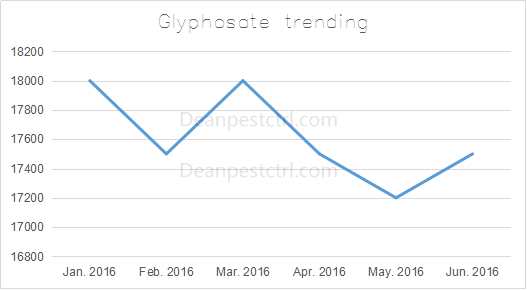 Glyphosate trending
18200
18000
17800
17600
17400
17200
17000
16800
Deanpestctrl.com
Deanpestctrl.com
Jan. 2016 Feb. 2016 Mar. 2016 Apr. 2016 May. 2016 Jun. 2016